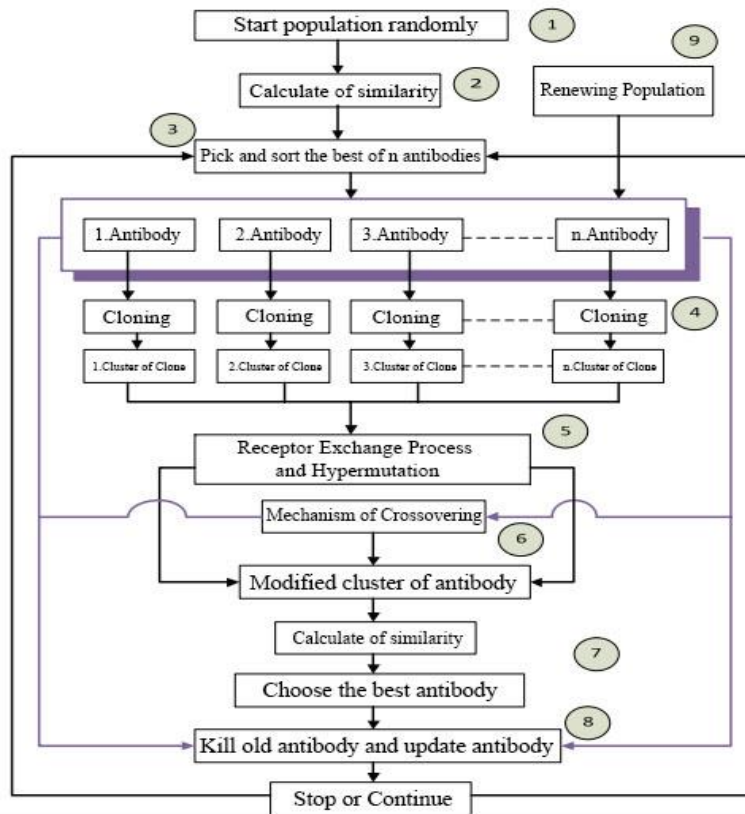 Start population randomly
1
9
Calculate of similarity
2
Renewing Population
3
Pick and sort the best of n antibodies
1.Antibody
2.Antibody
3.Antibody
n.Antibody
Cloning
Cloning
Cloning
Cloning
4
1.Cluster of Clone
2.Cluster of Clone
3.Cluster of Clone
n.Cluster of Clone
5
Receptor Exchange Process
and Hypermutation
Mechanism of Crossovering
6
Modified cluster of antibody
Calculate of similarity
7
Choose the best antibody
8
Kill old antibody and update antibody
Stop or Continue